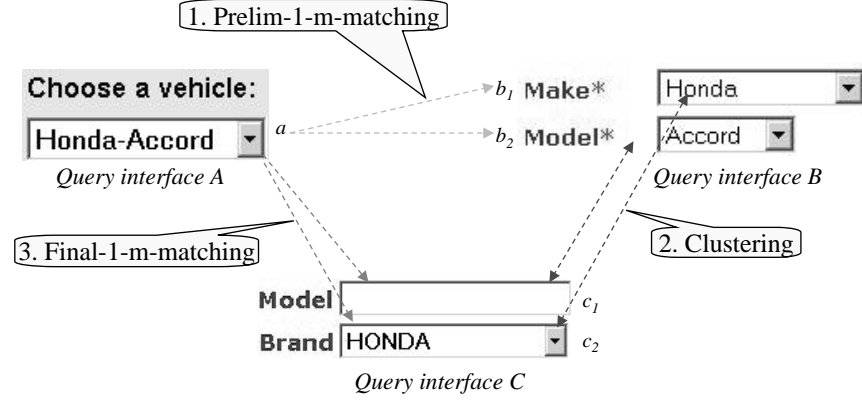 1. Prelim-1-m-matching
Choose a vehicle:
Honda-Accord
a
Query interface A
b1 Make* Honda
b2 Model* Accord
Query interface B
3. Final-1-m-matching
2. Clustering
Model c1
Brand HONDA c2
Query interface C